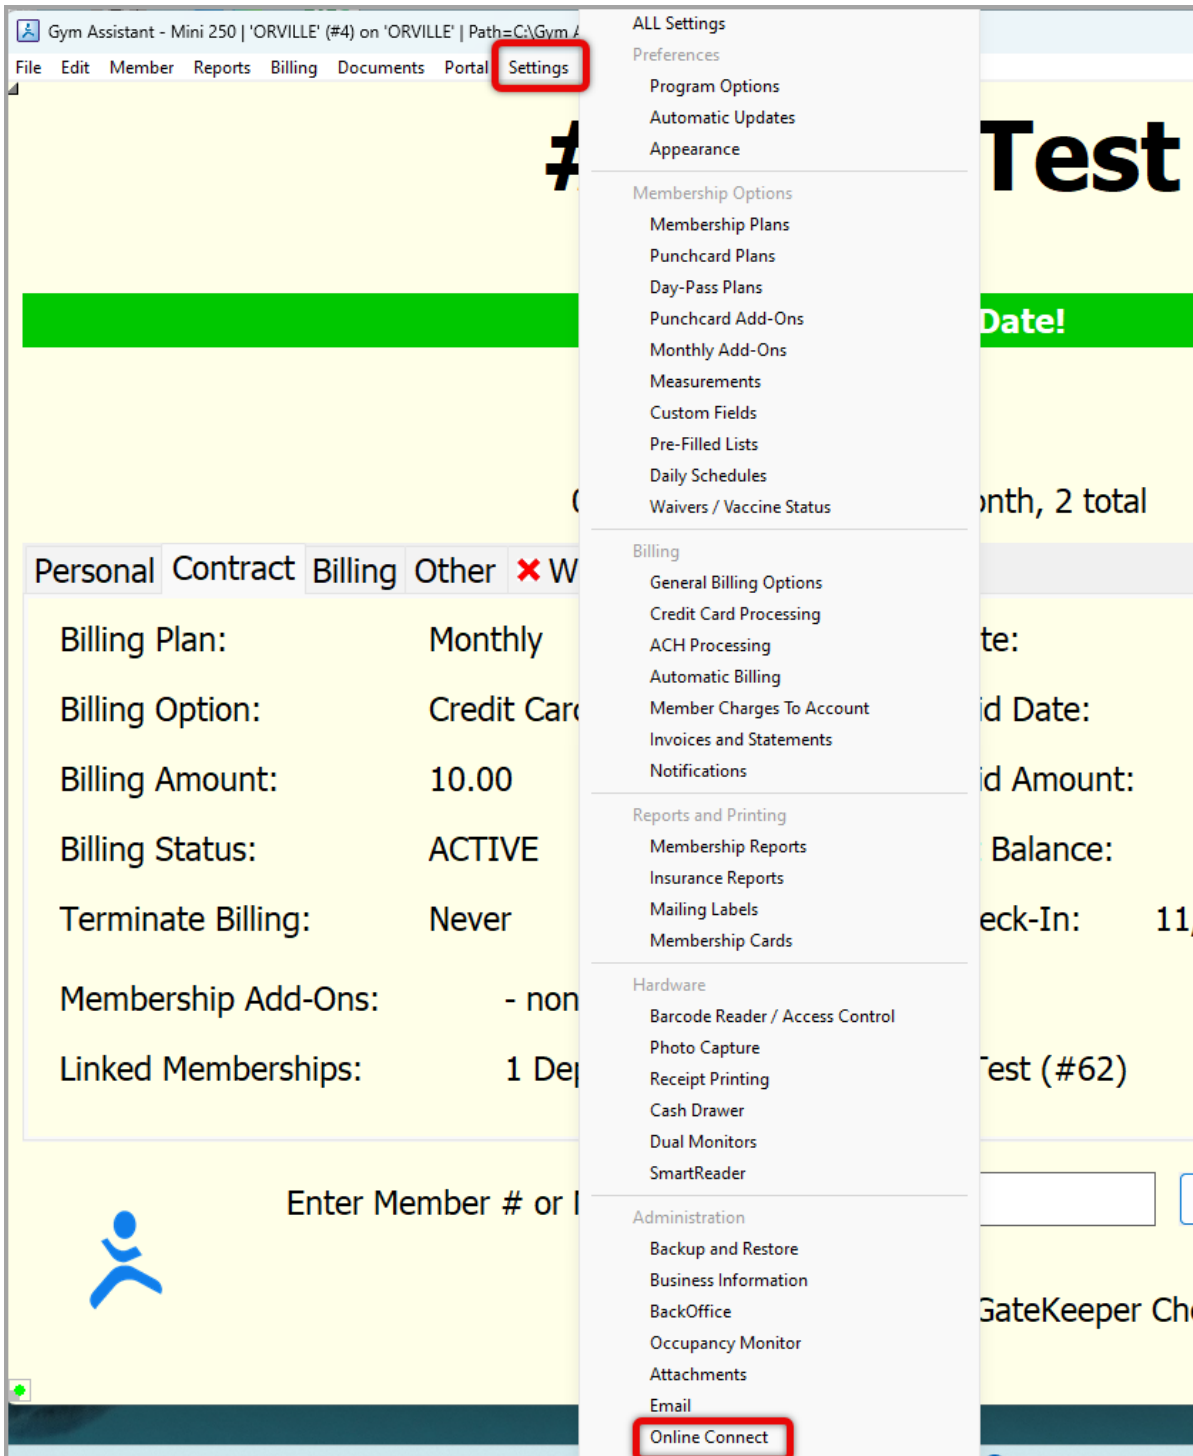 Gym Assistant - Mini 250 | 'ORVILLE' (#4) on 'ORVILLE' | Path=C:\Gym
File Edit Member Reports Billing Documents Portal Settings
# Test
Date!
onth, 2 total
Personal Contract Billing Other
Billing Plan: Monthly
Billing Option: Credit Card
Billing Amount: 10.00
Billing Status: ACTIVE
Terminate Billing: Never
Membership Add-Ons: - non
Linked Memberships: 1 Dep
te:
id Date:
id Amount:
Balance:
eck-In: 11/
Test (#62)
Enter Member # or
GateKeeper Che
ALL Settings
Preferences
Program Options
Automatic Updates
Appearance
Membership Options
Membership Plans
Punchcard Plans
Day-Pass Plans
Punchcard Add-Ons
Monthly Add-Ons
Measurements
Custom Fields
Pre-Filled Lists
Daily Schedules
Waivers / Vaccine Status
Billing
General Billing Options
Credit Card Processing
ACH Processing
Automatic Billing
Member Charges To Account
Invoices and Statements
Notifications
Reports and Printing
Membership Reports
Insurance Reports
Mailing Labels
Membership Cards
Hardware
Barcode Reader / Access Control
Photo Capture
Receipt Printing
Cash Drawer
Dual Monitors
SmartReader
Administration
Backup and Restore
Business Information
BackOffice
Occupancy Monitor
Attachments
Email
Online Connect